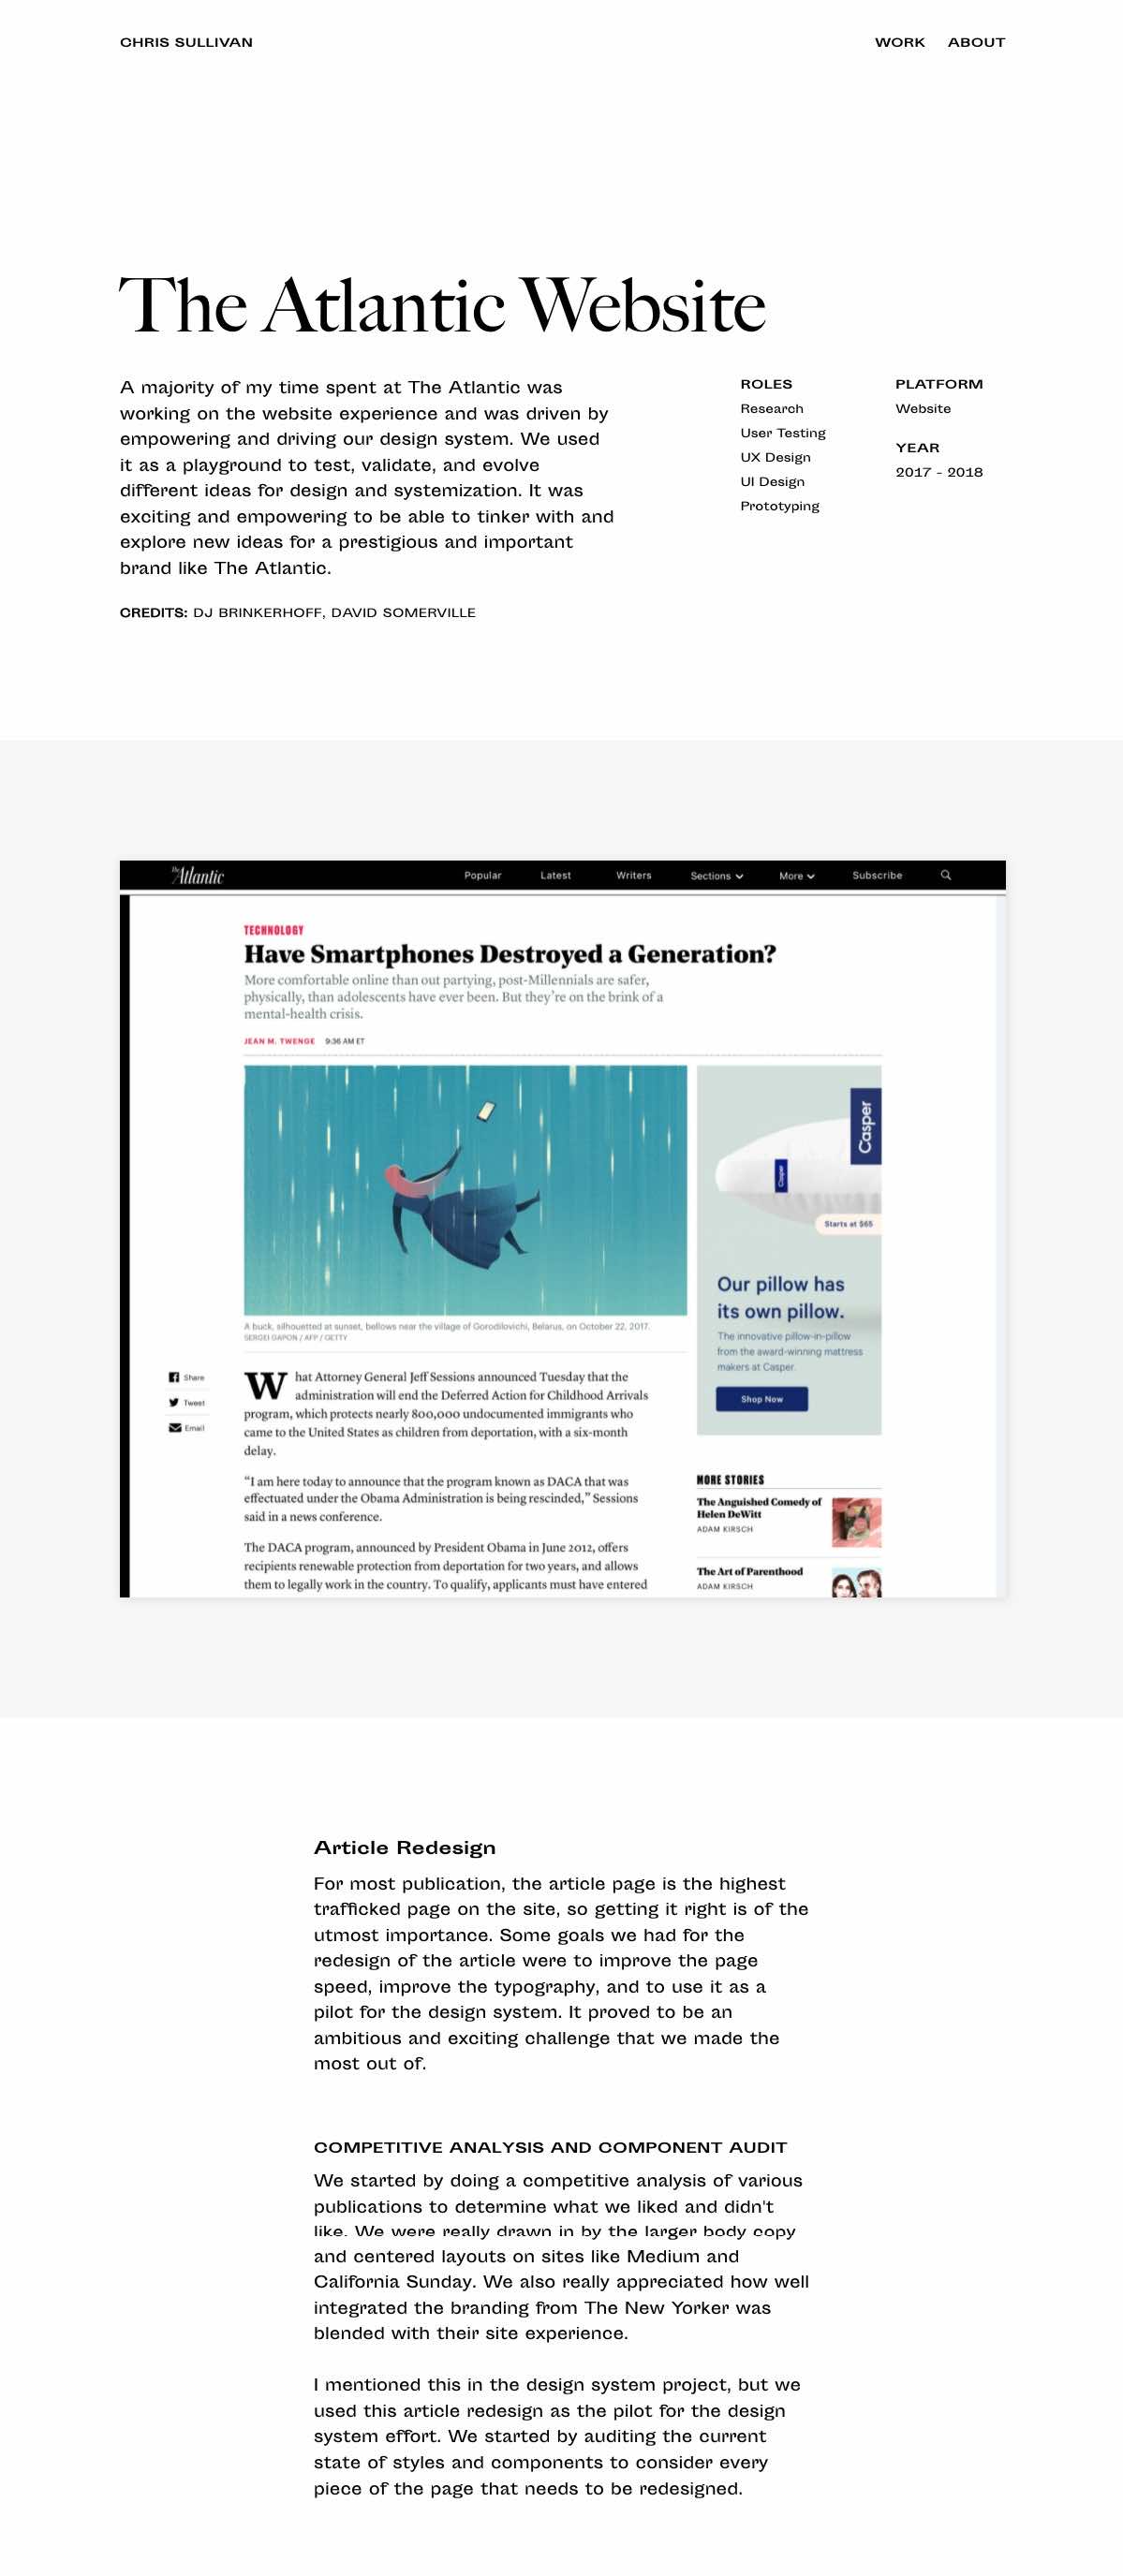 CHRIS SULLIVAN
WORK ABOUT
The Atlantic Website
A majority of my time spent at The Atlantic was
working on the website experience and was driven by
empowering and driving our design system. We used
it as a playground to test, validate, and evolve
different ideas for design and systemization. It was
exciting and empowering to be able to tinker with and
explore new ideas for a prestigious and important
brand like The Atlantic.
CREDITS: DJ BRINKERHOFF, DAVID SOMERVILLE
ROLES
Research
User Testing
UX Design
UI Design
Prototyping
PLATFORM
Website
YEAR
2017 - 2018
The Atlantic
Popular Latest Writers Sections More Subscribe
TECHNOLOGY
Have Smartphones Destroyed a Generation?
More comfortable online than out partying, post-Millennials are safer,
physically, than adolescents have ever been. But they're on the brink of a
mental-health crisis.
JEAN M. TWENGE 9:36 AM ET
A buck, silhouetted at sunset, bellows near the village of Gorodilovichi, Belarus, on October 22, 2017.
SERGEI GAPON / AFP / GETTY
Share
Tweet
Email
What Attorney General Jeff Sessions announced Tuesday that the
administration will end the Deferred Action for Childhood Arrivals
program, which protects nearly 800,000 undocumented immigrants who
came to the United States as children from deportation, with a six-month
delay.
“I am here today to announce that the program known as DACA that was
effectuated under the Obama Administration is being rescinded,” Sessions
said in a news conference.
The DACA program, announced by President Obama in June 2012, offers
recipients renewable protection from deportation for two years, and allows
them to legally work in the country. To qualify, applicants must have entered
Casper
Casper
Starts at $65
Our pillow has
its own pillow.
The innovative pillow-in-pillow
from the award-winning mattress
makers at Casper.
Shop Now
MORE STORIES
The Anguished Comedy of
Helen DeWitt
ADAM KIRSCH
The Art of Parenthood
ADAM KIRSCH
Article Redesign
For most publication, the article page is the highest
trafficked page on the site, so getting it right is of the
utmost importance. Some goals we had for the
redesign of the article were to improve the page
speed, improve the typography, and to use it as a
pilot for the design system. It proved to be an
ambitious and exciting challenge that we made the
most out of.
COMPETITIVE ANALYSIS AND COMPONENT AUDIT
We started by doing a competitive analysis of various
publications to determine what we liked and didn't
like. We were really drawn in by the larger body copy
and centered layouts on sites like Medium and
California Sunday. We also really appreciated how well
integrated the branding from The New Yorker was
blended with their site experience.
I mentioned this in the design system project, but we
used this article redesign as the pilot for the design
system effort. We started by auditing the current
state of styles and components to consider every
piece of the page that needs to be redesigned.